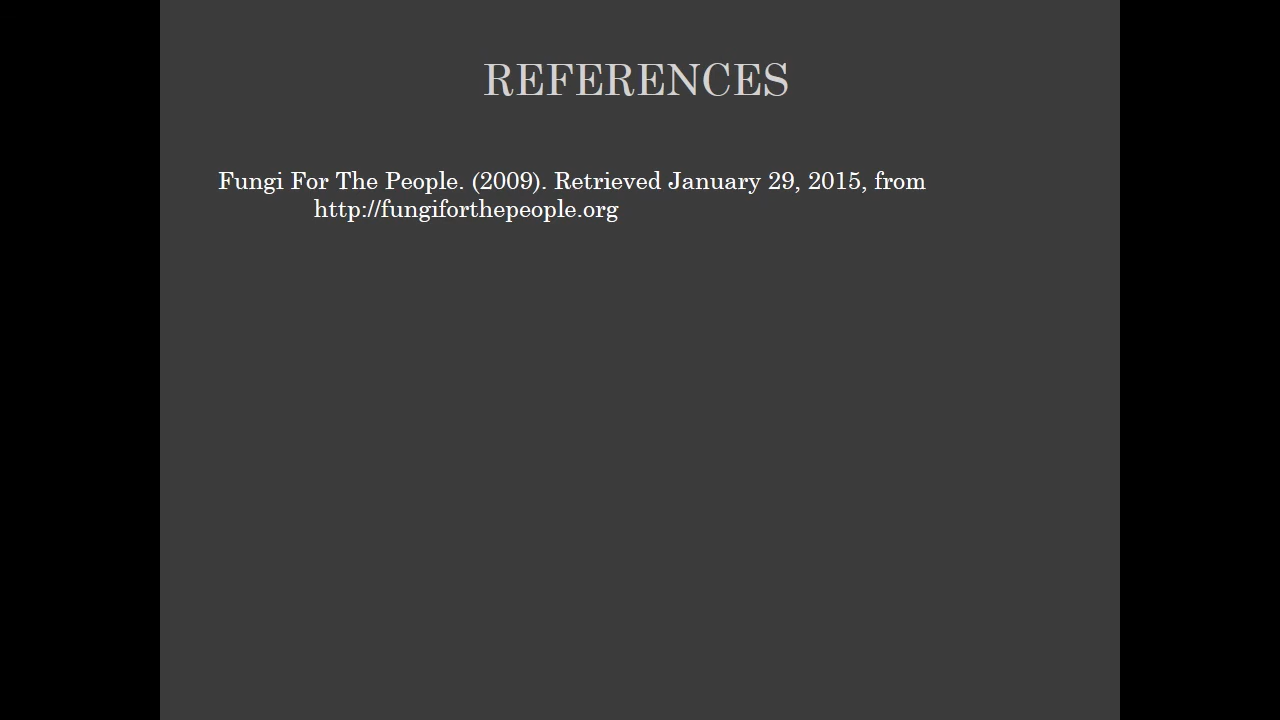 REFERENCES
Fungi For The People. (2009). Retrieved January 29, 2015, from
http://fungiforthepeople.org